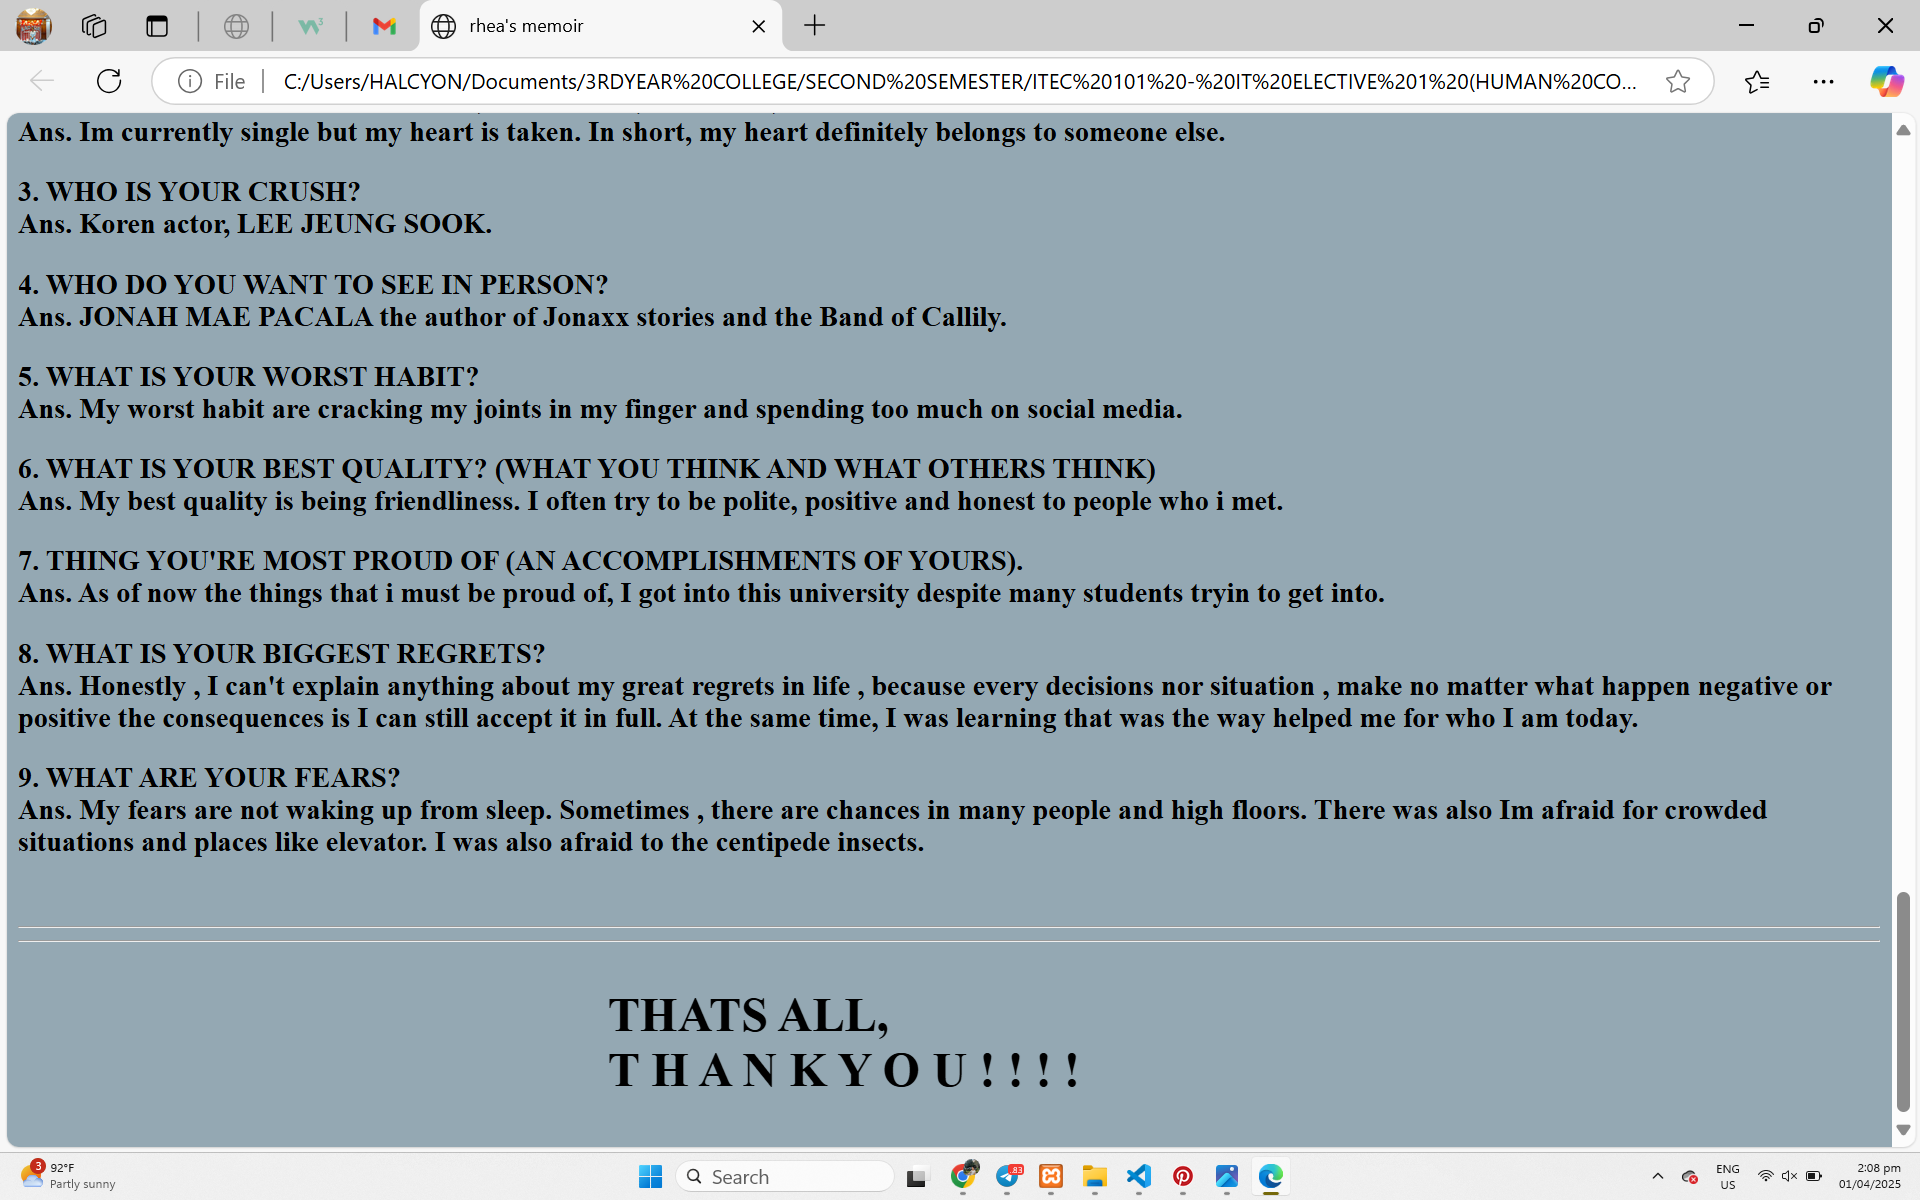 rhea's memoir
File
C:/Users/HALCYON/Documents/3RDYEAR%20COLLEGE/SECOND%20SEMESTER/ITEC%20101%20-%20IT%20ELECTIVE%201%20(HUMAN%20CO...
Ans. Im currently single but my heart is taken. In short, my heart definitely belongs to someone else.
3. WHO IS YOUR CRUSH?
Ans. Koren actor, LEE JEUNG SOOK.
4. WHO DO YOU WANT TO SEE IN PERSON?
Ans. JONAH MAE PACALA the author of Jonaxx stories and the Band of Callily.
5. WHAT IS YOUR WORST HABIT?
Ans. My worst habit are cracking my joints in my finger and spending too much on social media.
6. WHAT IS YOUR BEST QUALITY? (WHAT YOU THINK AND WHAT OTHERS THINK)
Ans. My best quality is being friendliness. I often try to be polite, positive and honest to people who i met.
7. THING YOU'RE MOST PROUD OF (AN ACCOMPLISHMENTS OF YOURS).
Ans. As of now the things that i must be proud of, I got into this university despite many students tryin to get into.
8. WHAT IS YOUR BIGGEST REGRETS?
Ans. Honestly , I can't explain anything about my great regrets in life , because every decisions nor situation , make no matter what happen negative or
positive the consequences is I can still accept it in full. At the same time, I was learning that was the way helped me for who I am today.
9. WHAT ARE YOUR FEARS?
Ans. My fears are not waking up from sleep. Sometimes , there are chances in many people and high floors. There was also Im afraid for crowded
situations and places like elevator. I was also afraid to the centipede insects.
THATS ALL,
T H A N K Y O U ! ! ! !
3
92°F
Partly sunny
Search
83
ENG
US
2:08 pm
01/04/2025